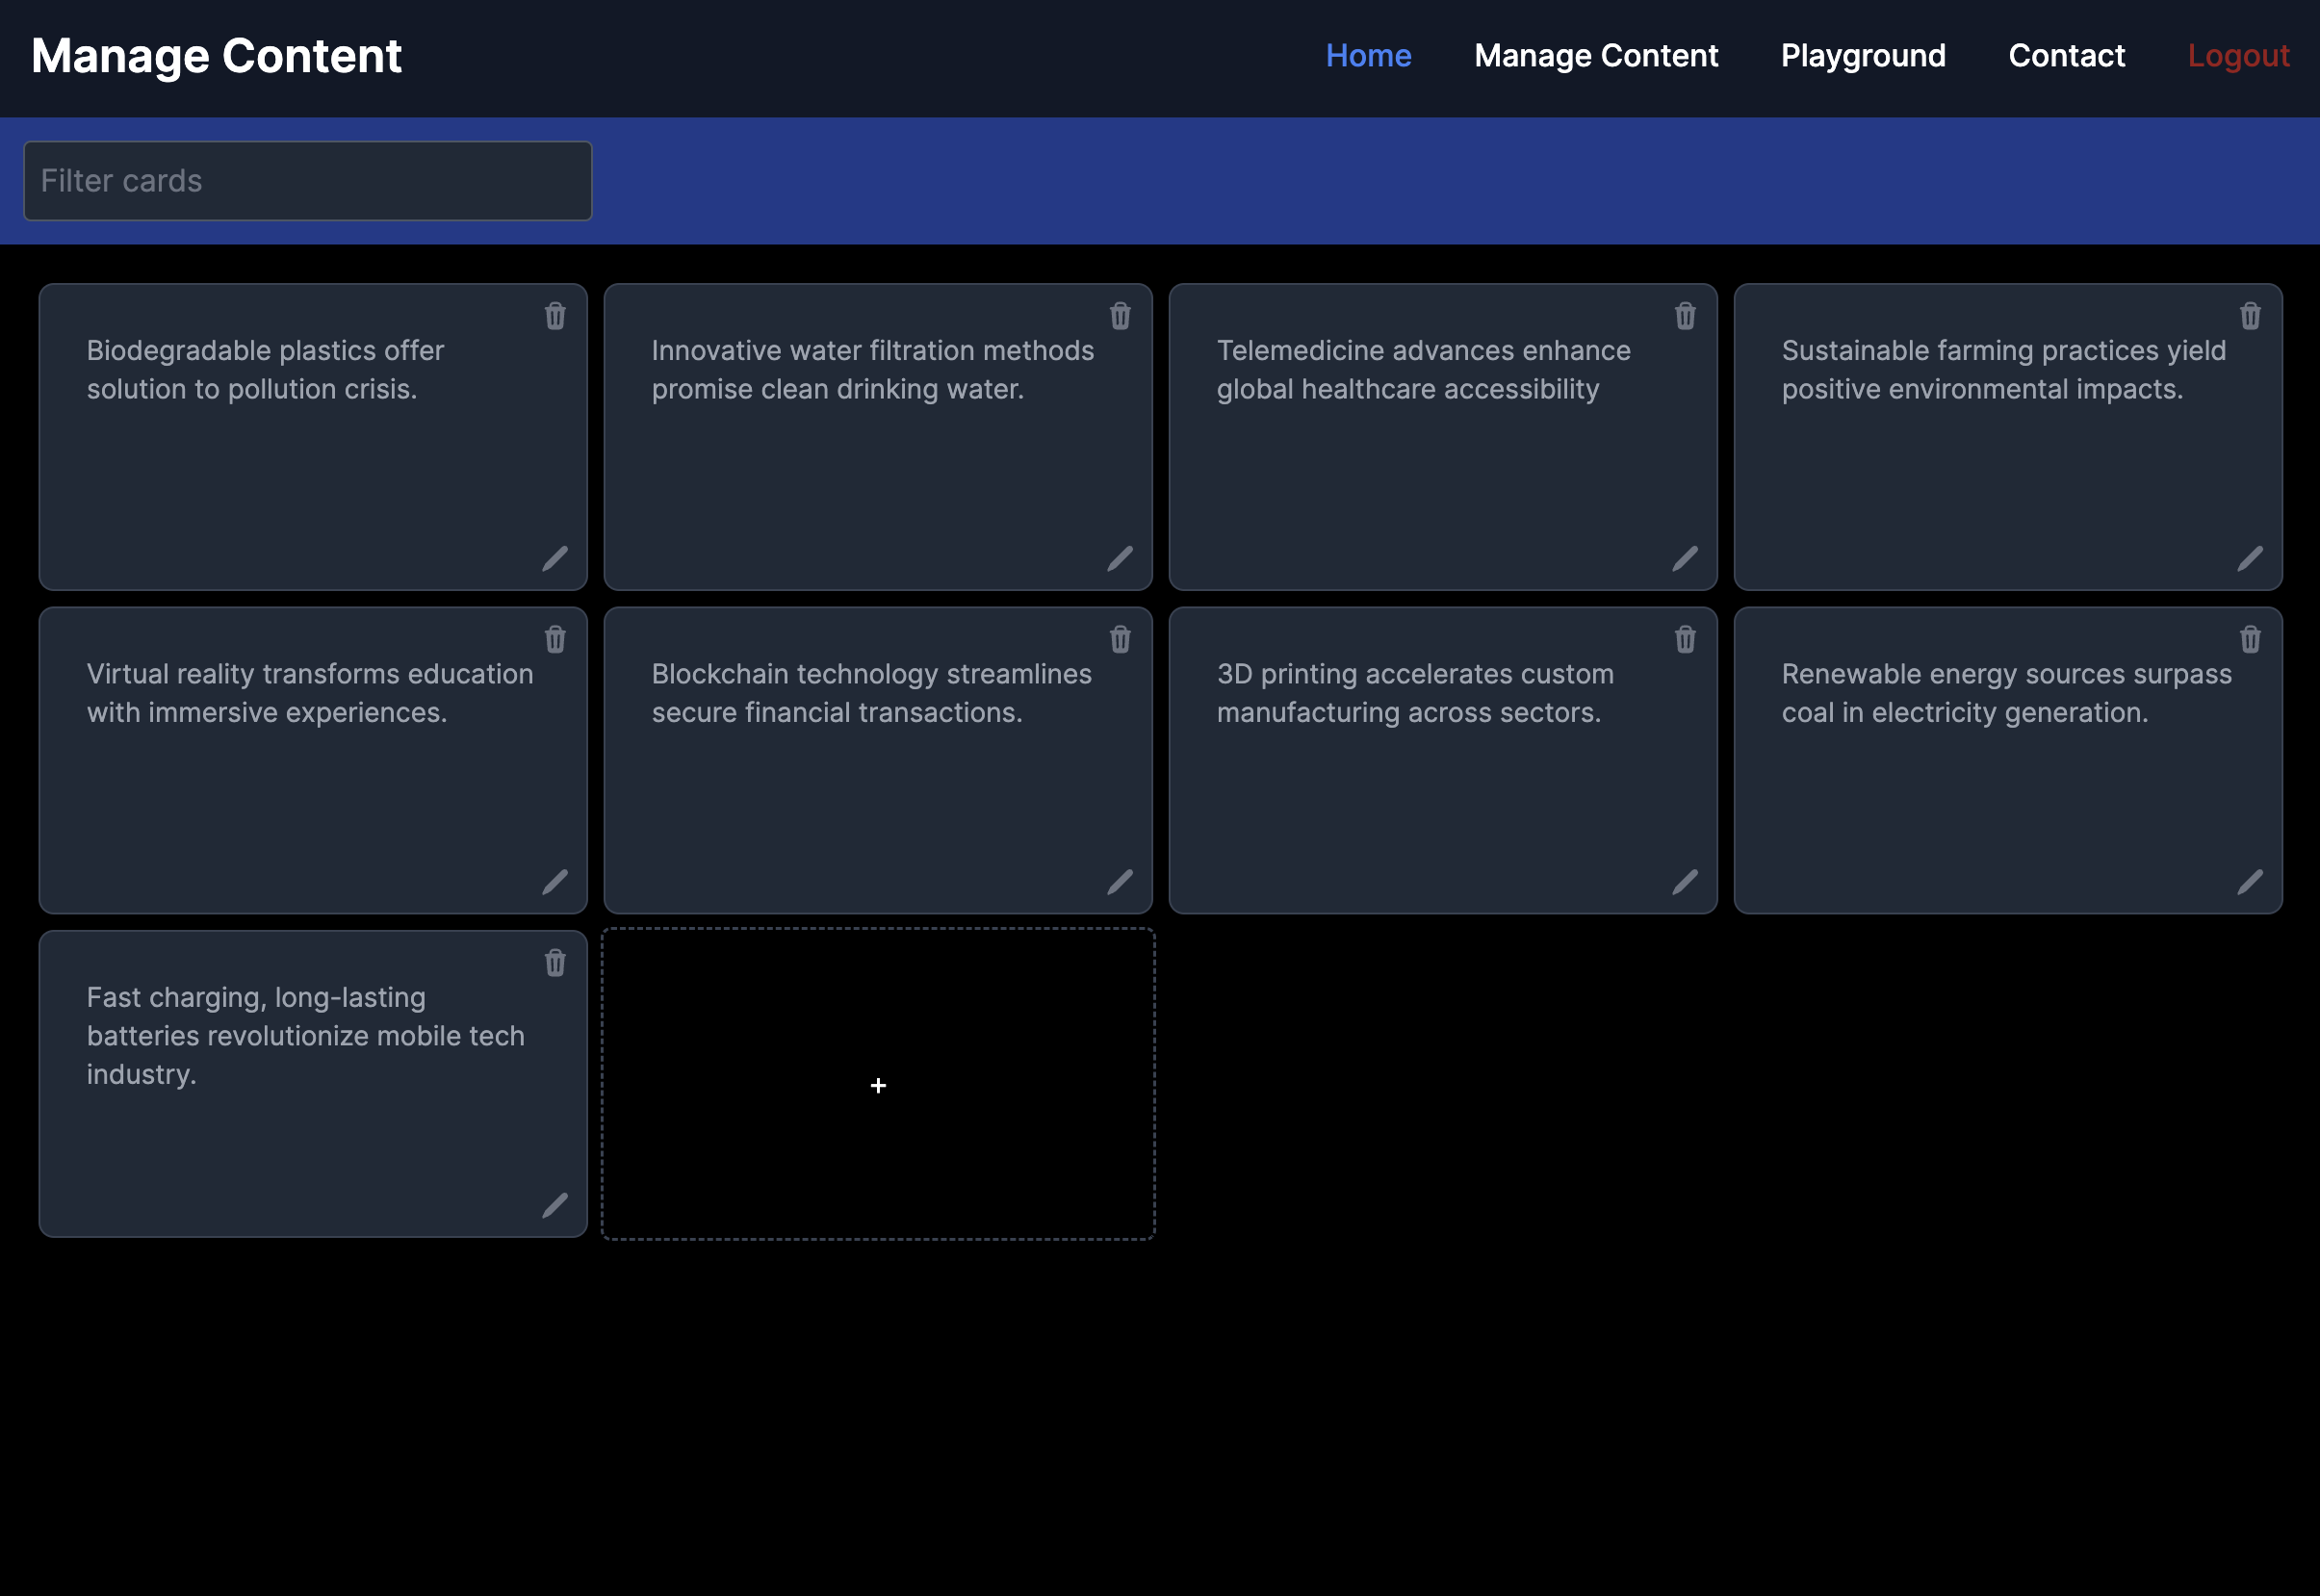 Manage Content
Home Manage Content Playground Contact Logout
Filter cards
Biodegradable plastics offer
solution to pollution crisis.
Innovative water filtration methods
promise clean drinking water.
Telemedicine advances enhance
global healthcare accessibility
Sustainable farming practices yield
positive environmental impacts.
Virtual reality transforms education
with immersive experiences.
Blockchain technology streamlines
secure financial transactions.
3D printing accelerates custom
manufacturing across sectors.
Renewable energy sources surpass
coal in electricity generation.
Fast charging, long-lasting
batteries revolutionize mobile tech
industry.
+